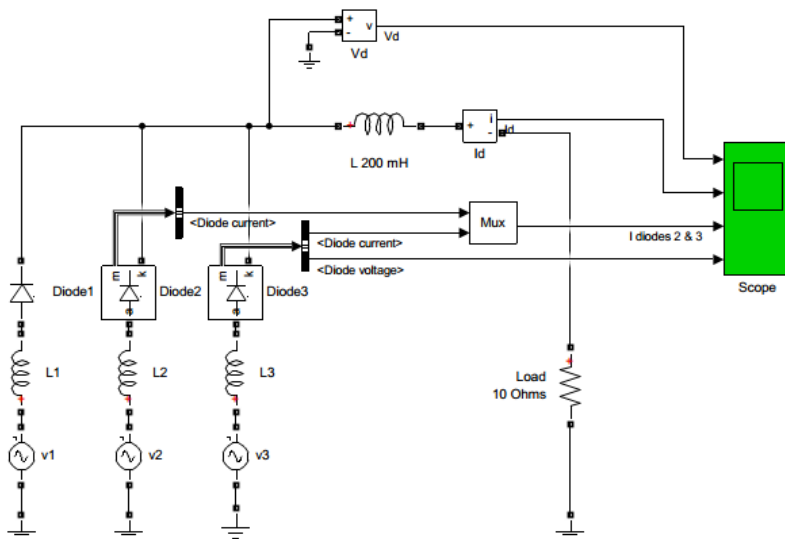 +
-
v
Vd
Vd
+
i
-
Id
Id
L 200 mH
<Diode current>
Mux
<Diode current>
I diodes 2 & 3
<Diode voltage>
Scope
m
k
a
m
k
a
Diode1
Diode2
Diode3
L1
L2
L3
Load
10 Ohms
v1
v2
v3